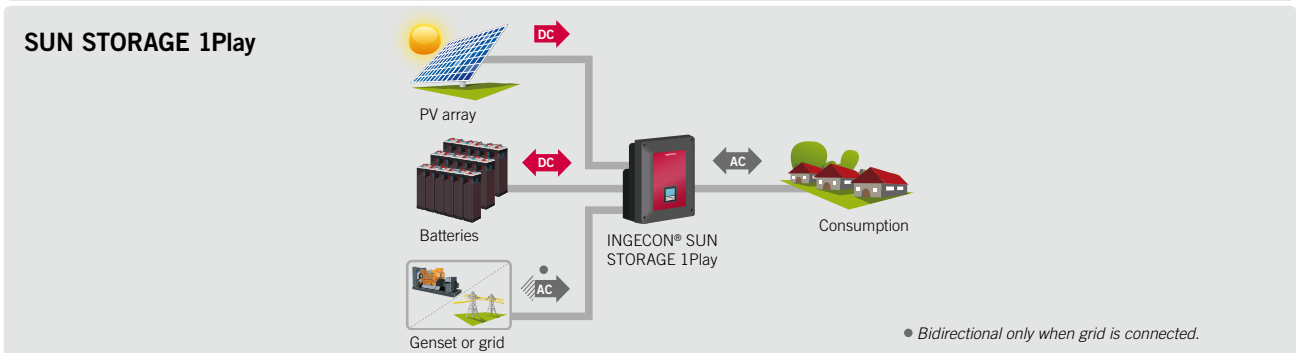 SUN STORAGE 1Play
DC
PV array
DC
Batteries
INGECON® SUN
STORAGE 1Play
AC
Consumption
AC
Genset or grid
● Bidirectional only when grid is connected.